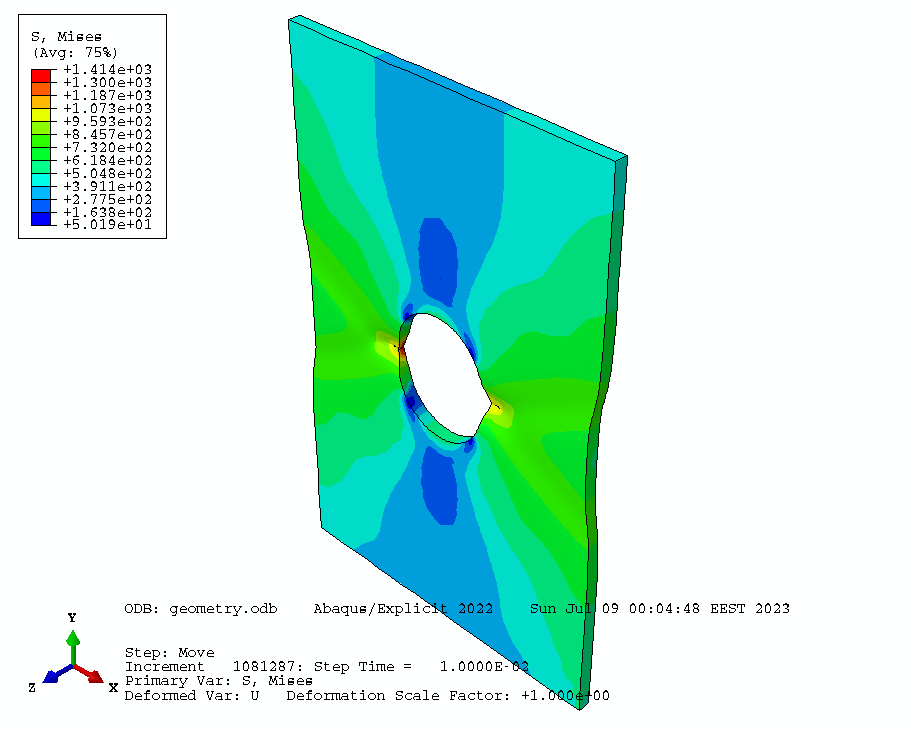 S, Mises
(Avg: 75%)
+1.414e+03
+1.300e+03
+1.187e+03
+1.073e+03
+9.593e+02
+8.457e+02
+7.320e+02
+6.184e+02
+5.048e+02
+3.911e+02
+2.775e+02
+1.638e+02
+5.019e+01
ODB: geometry.odb Abaqus/Explicit 2022 Sun Jul 09 00:04:48 EEST 2023
Y
Z
X
Step: Move
Increment 1081287: Step Time = 1.0000E-02
Primary Var: S, Mises
Deformed Var: U Deformation Scale Factor: +1.000e+00